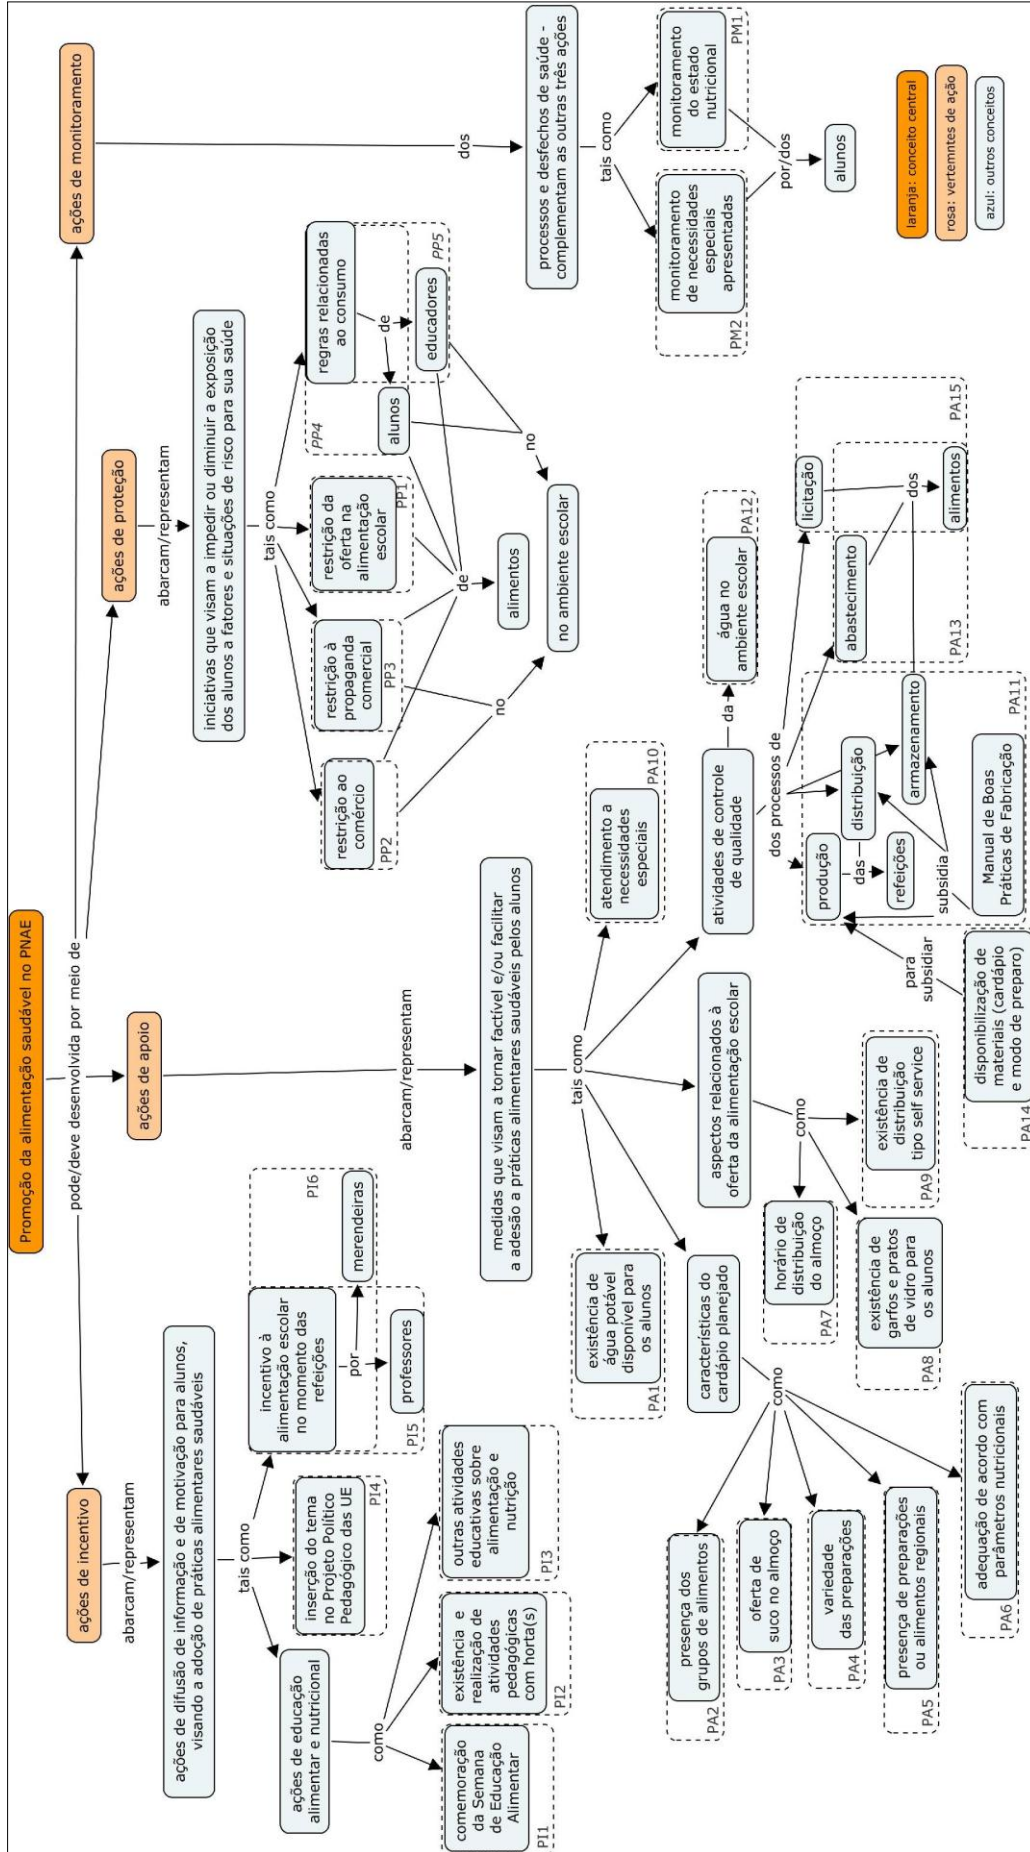 Promoção da alimentação saudável no PNAE
pode/deve desenvolvida por meio de
ações de incentivo
abarcam/representam
ações de difusão de informação e de motivação para alunos,
visando a adoção de práticas alimentares saudáveis
tais como
ações de educação
alimentar e nutricional
como
comemoração
da Semana
de Educação
Alimentar
PI1
existência e
realização de
atividades
pedagógicas
com horta(s)
PI2
outras atividades
educativas sobre
alimentação e
nutrição
PI3
inserção do tema
no Projeto Político
Pedagógico das UE
PI4
incentivo à
alimentação escolar
no momento das
refeições
por
professores
PI5
merendeiras
PI6
ações de apoio
abarcam/representam
medidas que visam a tornar factível e/ou facilitar
a adesão a práticas alimentares saudáveis pelos alunos
tais como
existência de
água potável
disponível para
os alunos
PA1
características do
cardápio planejado
como
presença dos
grupos de alimentos
PA2
oferta de
suco no almoço
PA3
variedade
das preparações
PA4
presença de preparações
ou alimentos regionais
PA5
adequação de acordo com
parâmetros nutricionais
PA6
aspectos relacionados à
oferta da alimentação escolar
como
horário de
distribuição
do almoço
PA7
existência de
garfos e pratos
de vidro para
os alunos
PA8
existência de
distribuição
tipo self service
PA9
atendimento a
necessidades
especiais
PA10
atividades de controle
de qualidade
da
água no
ambiente escolar
PA12
dos processos de
produção
das
refeições
distribuição
armazenamento
subsidia
Manual de Boas
Práticas de Fabricação
PA11
para
subsidiar
disponibilização de
materiais (cardápio
e modo de preparo)
PA14
abastecimento
PA13
licitação
dos
alimentos
PA15
ações de proteção
abarcam/representam
iniciativas que visam a impedir ou diminuir a exposição
dos alunos a fatores e situações de risco para sua saúde
tais como
restrição ao
comércio
PP2
restrição à
propaganda
comercial
PP3
restrição da
oferta na
alimentação
escolar
PP1
regras relacionadas
ao consumo
de
alunos
PP4
educadores
PP5
de
alimentos
no
no
no ambiente escolar
ações de monitoramento
dos
processos e desfechos de saúde -
complementam as outras três ações
tais como
monitoramento
de necessidades
especiais
apresentadas
PM2
monitoramento
do estado
nutricional
PM1
por/dos
alunos
laranja: conceito central
rosa: vertemntes de ação
azul: outros conceitos